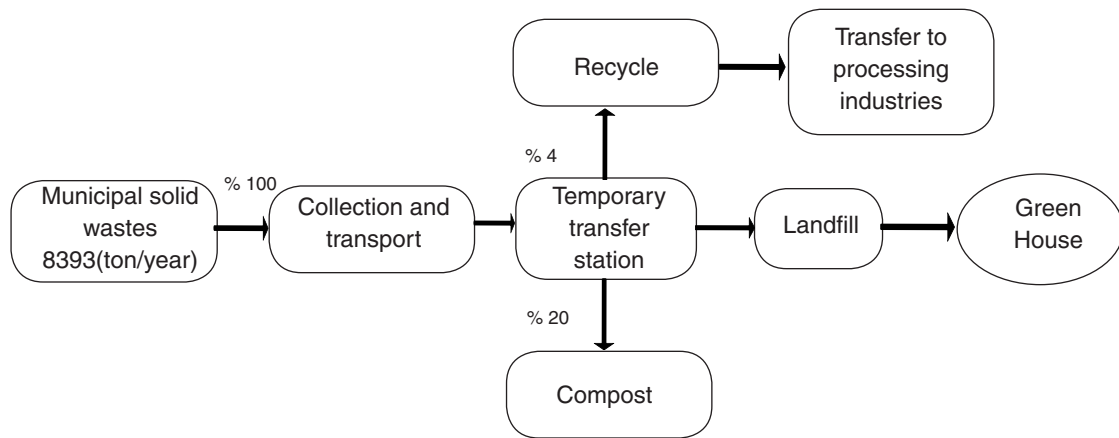 Recycle
Transfer to
processing
industries
% 4
% 100
Municipal solid
wastes
8393(ton/year)
Collection and
transport
Temporary
transfer
station
Landfill
Green
House
% 20
Compost